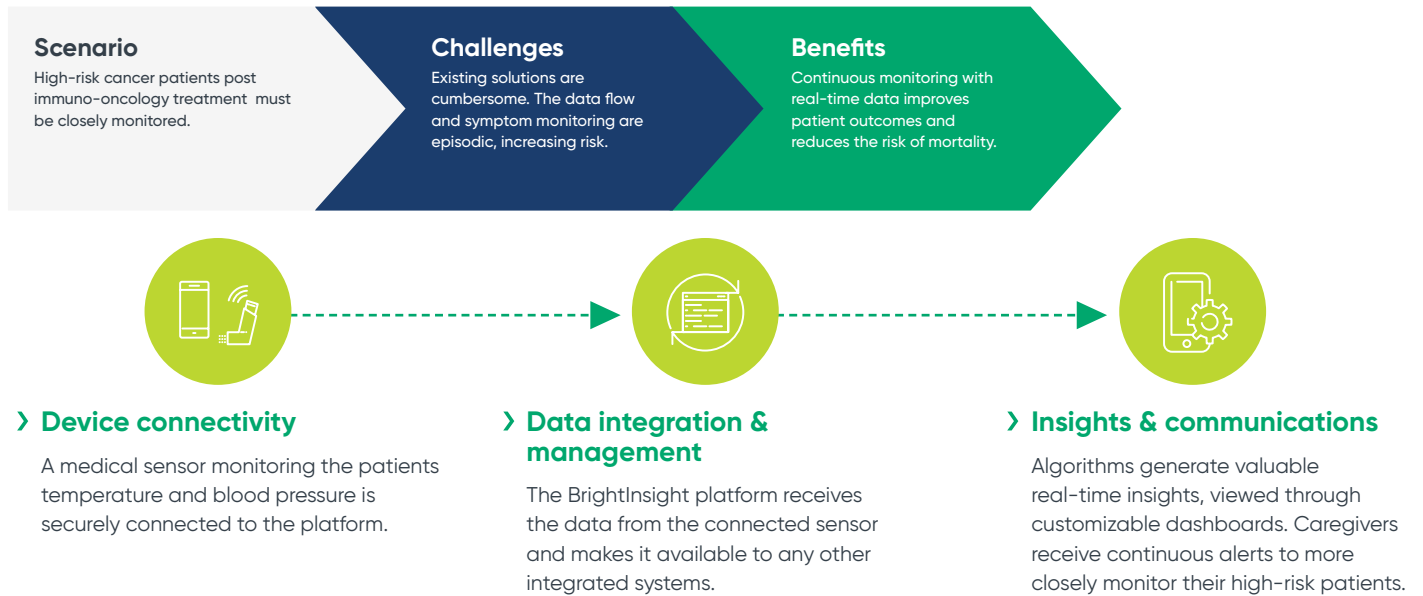 Scenario
High-risk cancer patients post
immuno-oncology treatment must
be closely monitored.
Challenges
Existing solutions are
cumbersome. The data flow
and symptom monitoring are
episodic, increasing risk.
Benefits
Continuous monitoring with
real-time data improves
patient outcomes and
reduces the risk of mortality.
› Device connectivity
A medical sensor monitoring the patients
temperature and blood pressure is
securely connected to the platform.
› Data integration &
management
The BrightInsight platform receives
the data from the connected sensor
and makes it available to any other
integrated systems.
› Insights & communications
Algorithms generate valuable
real-time insights, viewed through
customizable dashboards. Caregivers
receive continuous alerts to more
closely monitor their high-risk patients.